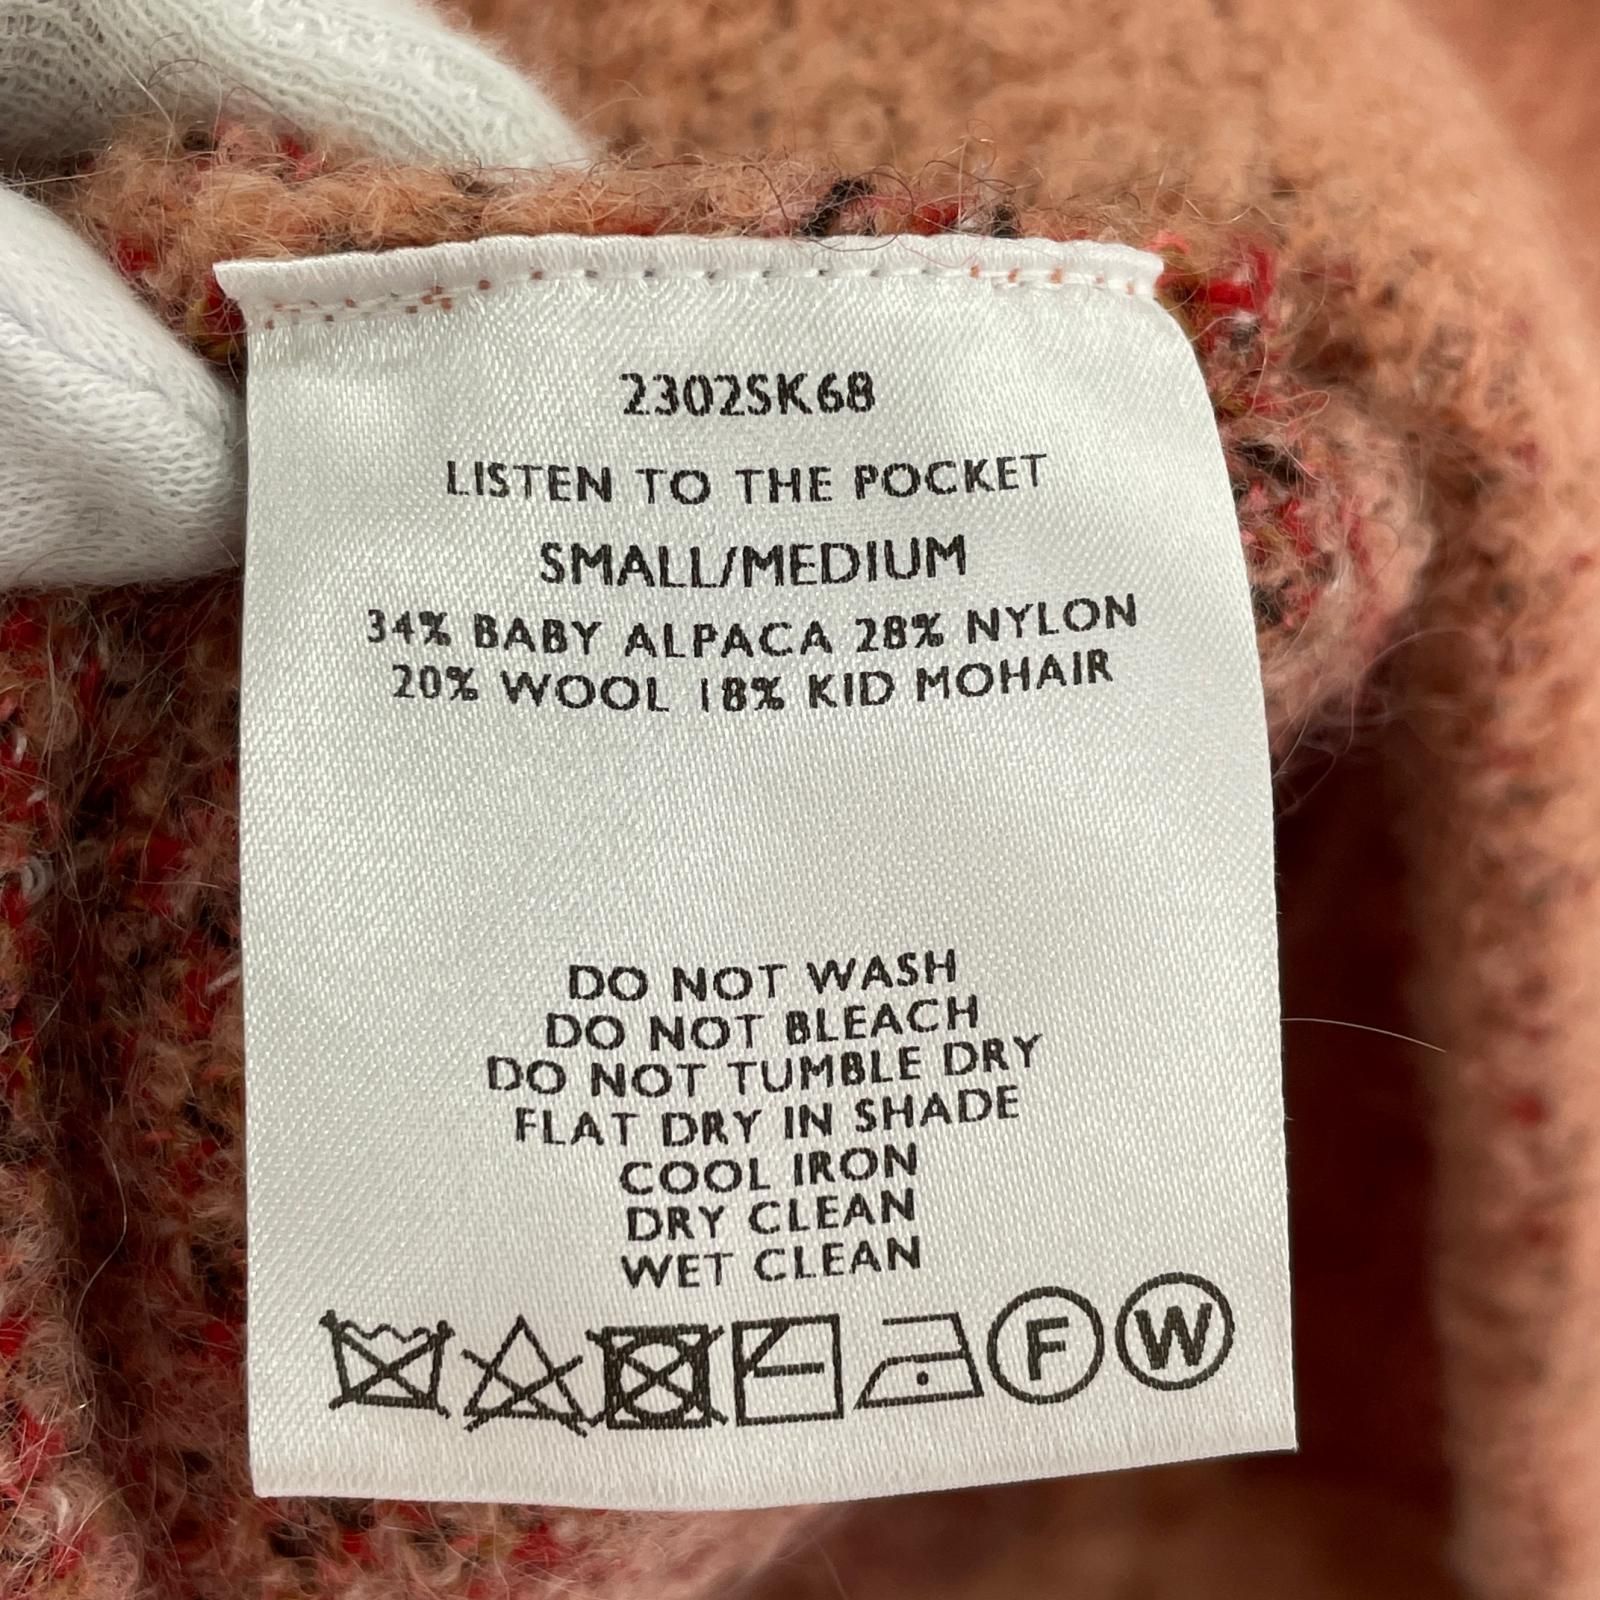 2302SK68
LISTEN TO THE POCKET
SMALL/MEDIUM
34% BABY ALPACA 28% NYLON
20% WOOL 18% KID MOHAIR
DO NOT WASH
DO NOT BLEACH
DO NOT TUMBLE DRY
FLAT DRY IN SHADE
COOL IRON
DRY CLEAN
WET CLEAN
F W